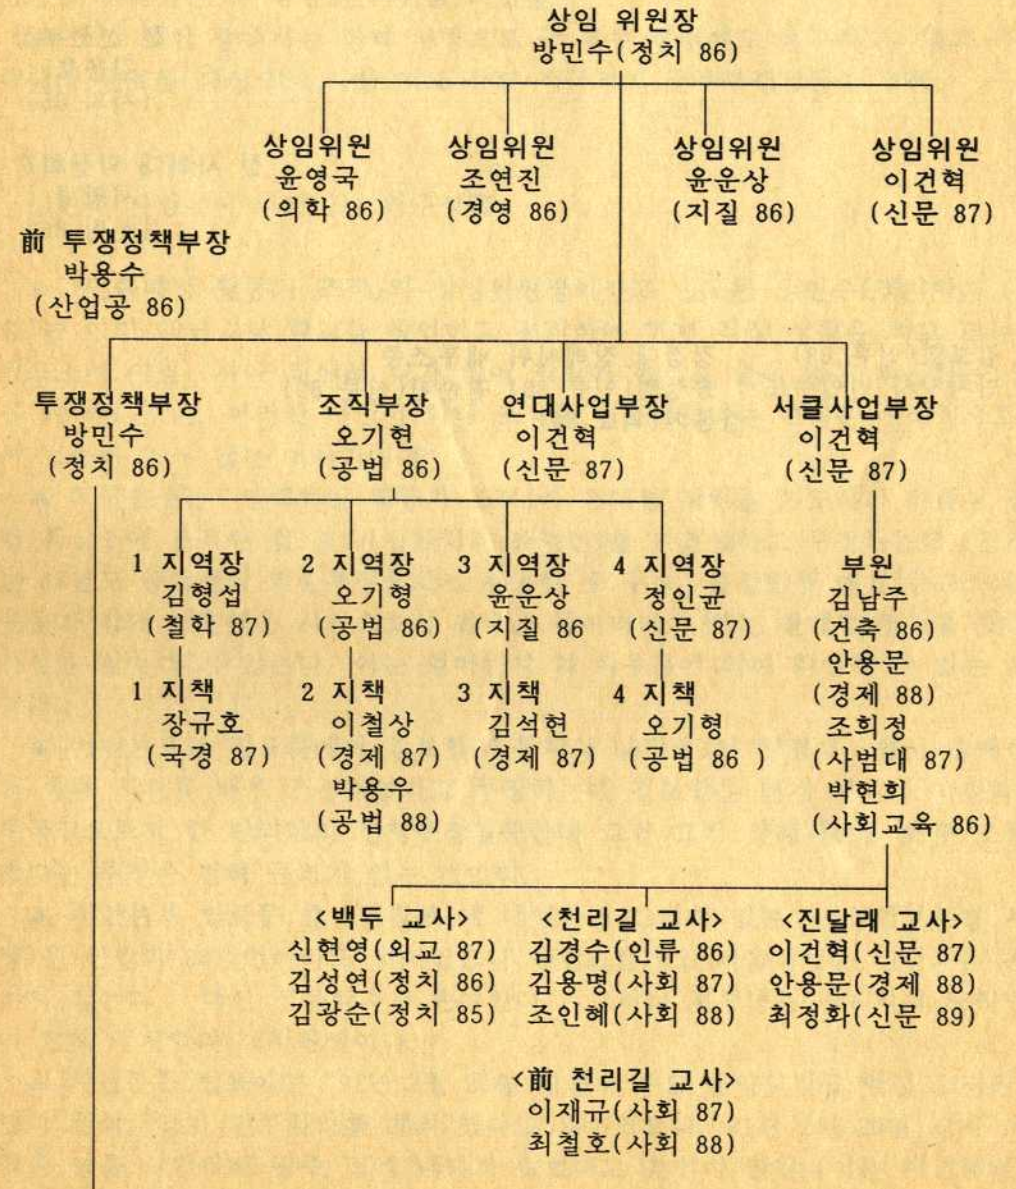 상임 위원장
방민수(정치 86)
상임위원 상임위원 상임위원 상임위원
윤영국 조연진 윤운상 이건혁
(의학 86) (경영 86) (지질 86) (신문 87)
前 투쟁정책부장
박용수
(산업공 86)
투쟁정책부장 조직부장 연대사업부장 서클사업부장
방민수 오기현 이건혁 이건혁
(정치 86) (공법 86) (신문 87) (신문 87)
1 지역장 2 지역장 3 지역장 4 지역장 부원
김형섭 오기형 윤운상 정인균 김남주
(철학 87) (공법 86) (지질 86 (신문 87) (건축 86)
안용문
1 지책 2 지책 3 지책 4 지책 (경제 88)
장규호 이철상 김석현 오기형 조희정
(국경 87) (경제 87) (경제 87) (공법 86 ) (사범대 87)
박용우 박현희
(공법 88) (사회교육 86)
<백두 교사> <천리길 교사> <진달래 교사>
신현영(외교 87) 김경수(인류 86) 이건혁(신문 87)
김성연(정치 86) 김용명(사회 87) 안용문(경제 88)
김광순(정치 85) 조인혜(사회 88) 최정화(신문 89)
<前 천리길 교사>
이재규(사회 87)
최철호(사회 88)